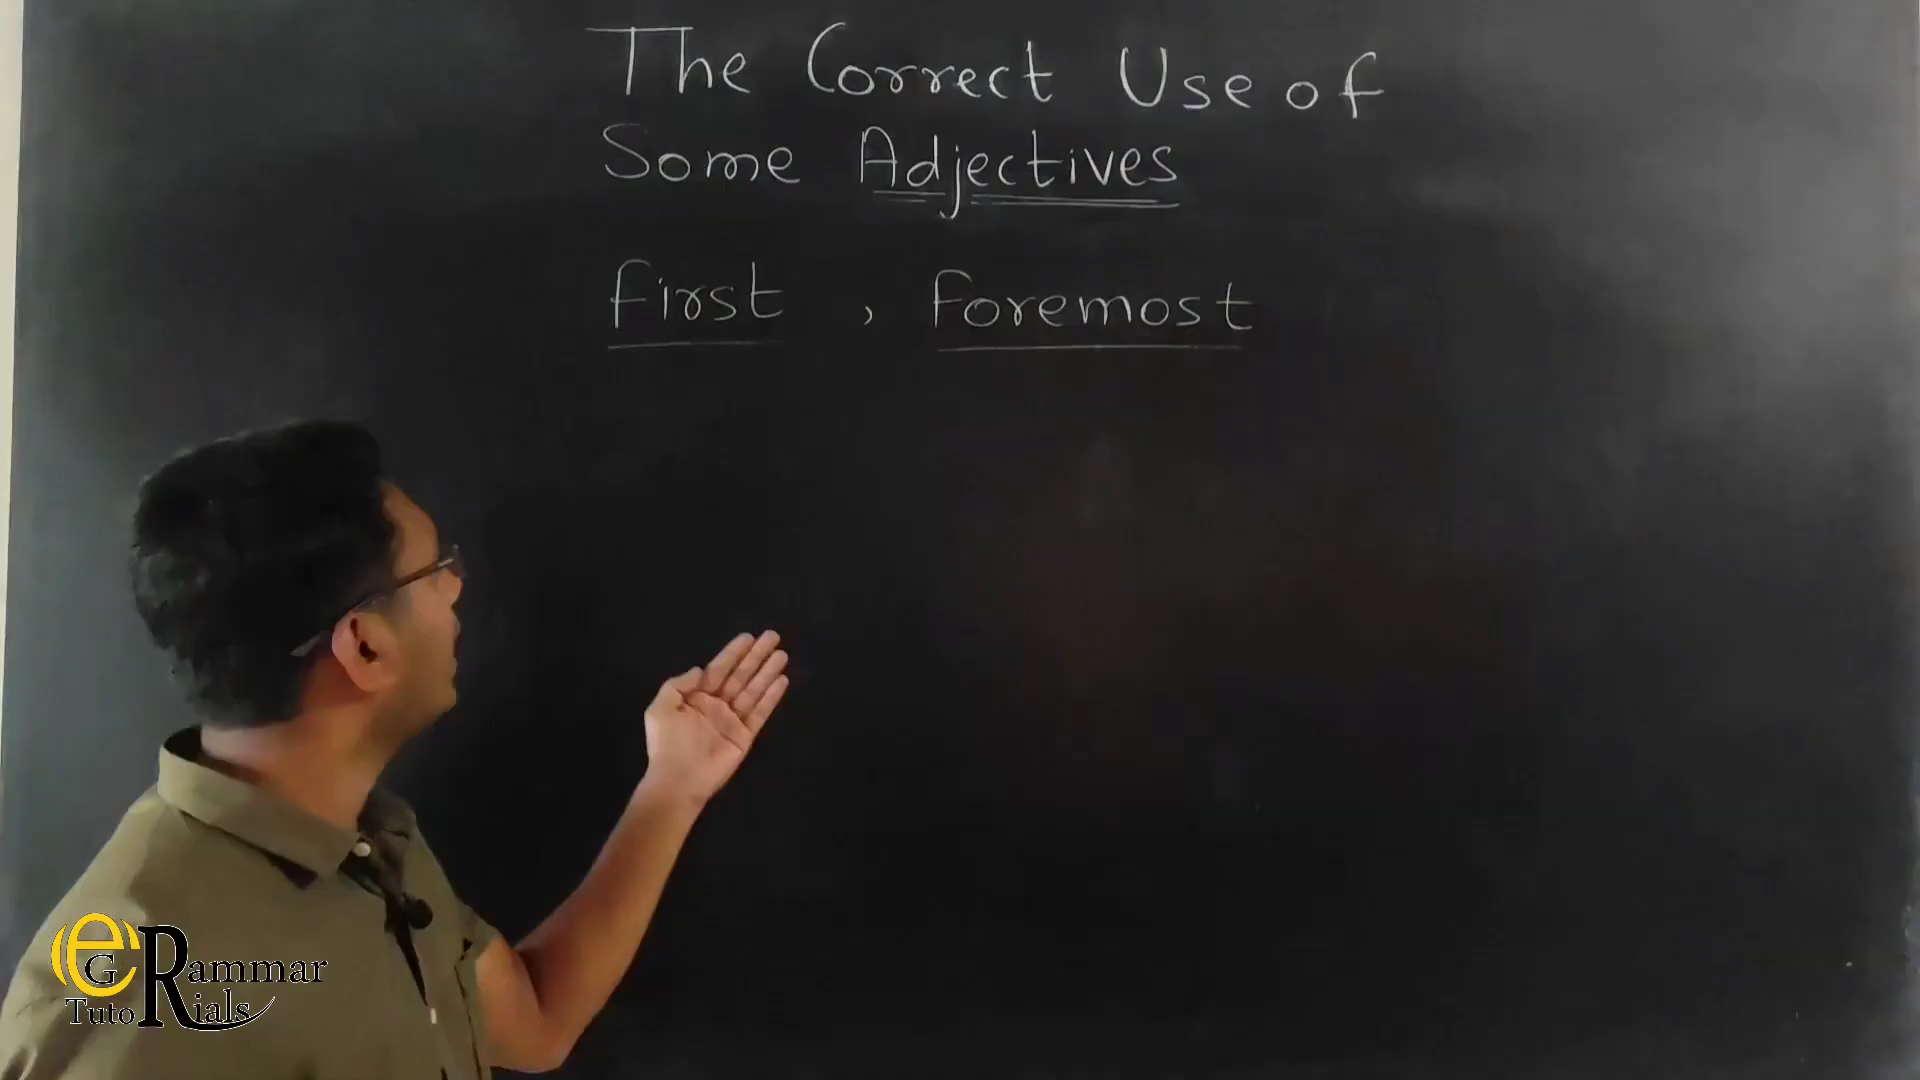 The Correct Use of
Some Adjectives
first , foremost
eGRammar
TutoRials